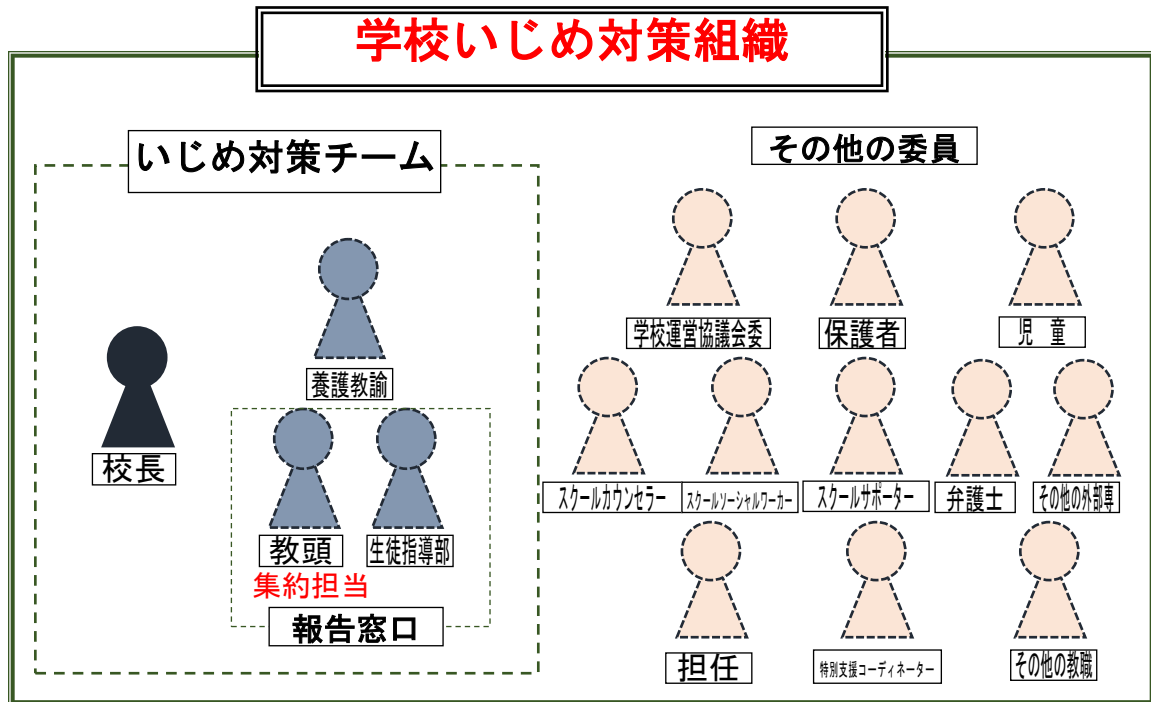 学校いじめ対策組織
いじめ対策チーム
校長
養護教諭
教頭
生徒指導部
集約担当
報告窓口
その他の委員
学校運営協議会委
保護者
児　童
スクールカウンセラー
スクールソーシャルワーカー
スクールサポーター
弁護士
その他の外部専
担任
特別支援コーディネーター
その他の教職